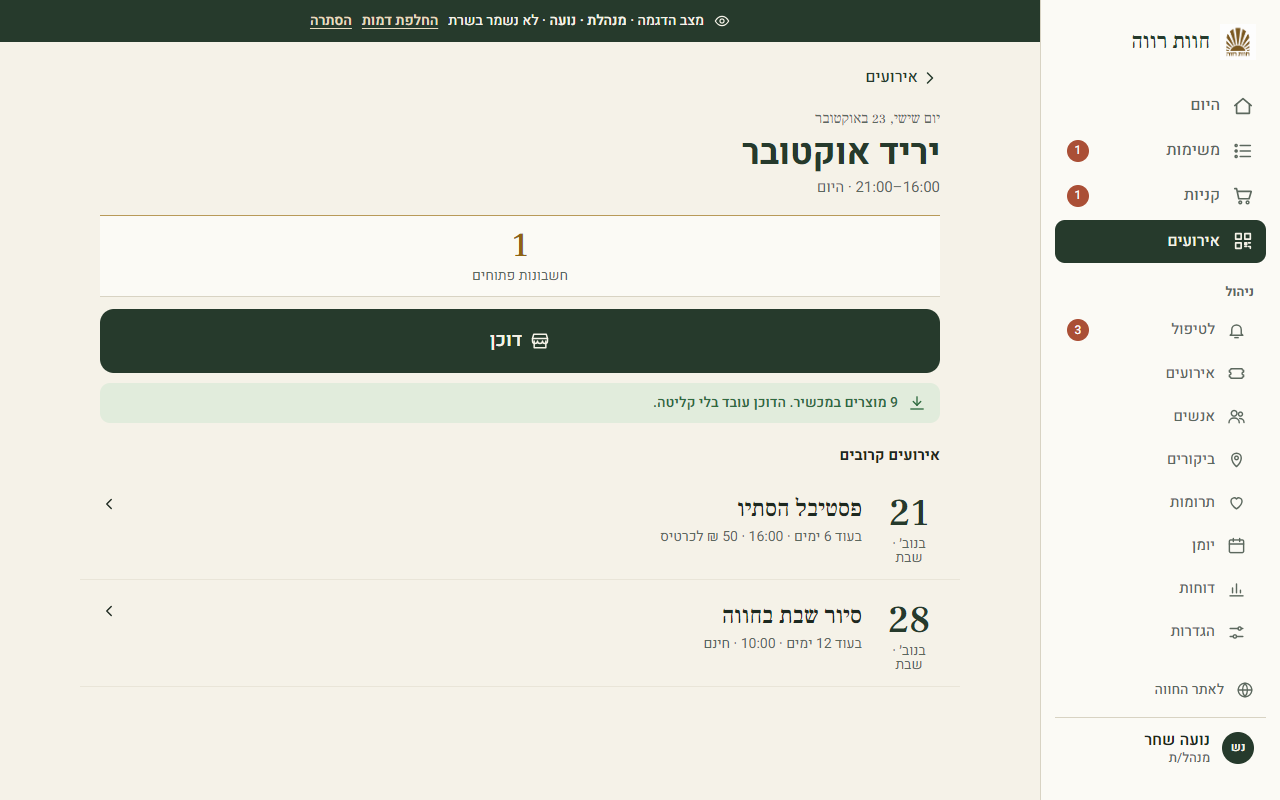 חוות רווה
היום
משימות 1
קניות 1
אירועים
ניהול
לטיפול 3
אירועים
אנשים
ביקורים
תרומות
יומן
דוחות
הגדרות
לאתר החווה
נש
נועה שחר
מנהל/ת
מצב הדגמה · מנהלת · נועה · לא נשמר בשרת החלפת דמות הסתרה
אירועים
יום שישי, 23 באוקטובר
יריד אוקטובר
16:00–21:00 · היום
1
חשבונות פתוחים
דוכן
9 מוצרים במכשיר. הדוכן עובד בלי קליטה.
אירועים קרובים
21
בנוב׳ ·
שבת
פסטיבל הסתיו
בעוד 6 ימים · 16:00 · 50 ₪ לכרטיס
28
בנוב׳ ·
שבת
סיור שבת בחווה
בעוד 12 ימים · 10:00 · חינם